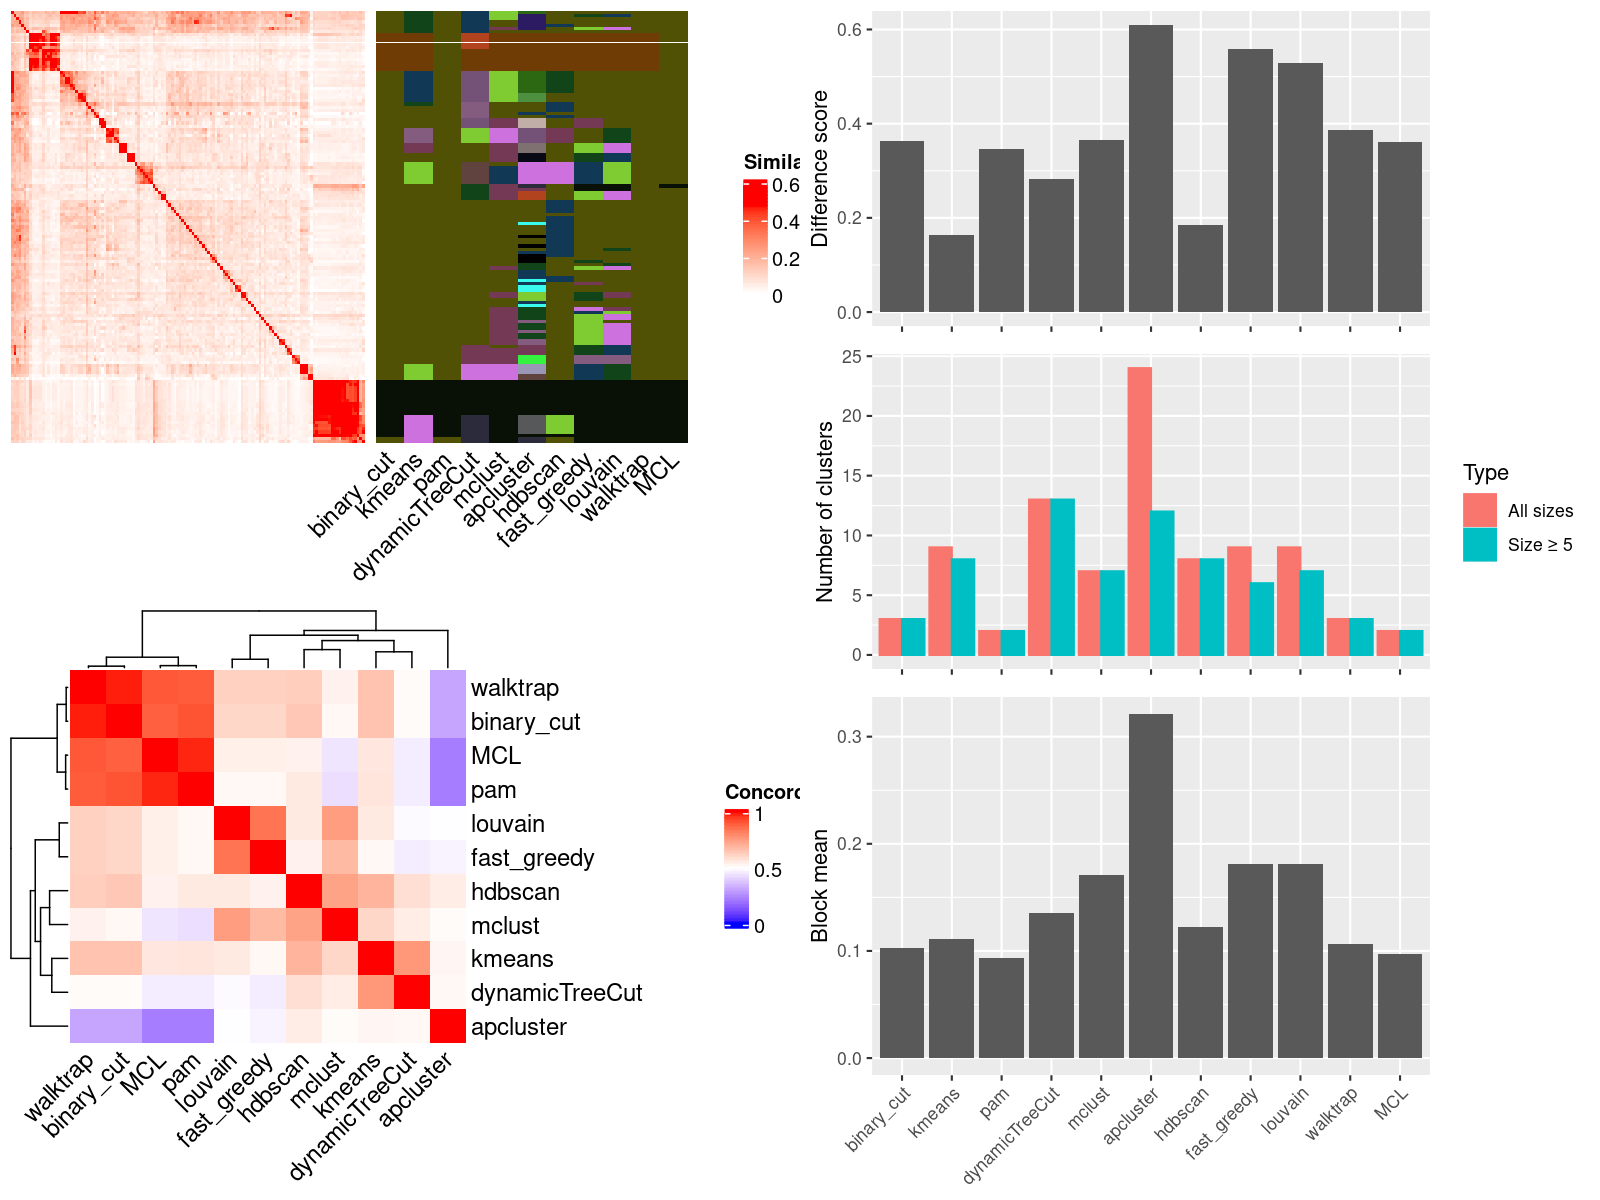 Simila
0.6
0.4
0.2
0
binary_cut
kmeans
pam
dynamicTreeCut
mclust
apcluster
hdbscan
fast_greedy
louvain
walktrap
MCL
walktrap
binary_cut
MCL
pam
louvain
fast_greedy
hdbscan
mclust
kmeans
dynamicTreeCut
apcluster
walktrap
binary_cut
MCL
pam
louvain
fast_greedy
hdbscan
mclust
kmeans
dynamicTreeCut
apcluster
Concord
1
0.5
0
Difference score
0.6
0.4
0.2
0.0
Number of clusters
25
20
15
10
5
0
Type
All sizes
Size ≥ 5
Block mean
0.3
0.2
0.1
0.0
binary_cut
kmeans
pam
dynamicTreeCut
mclust
apcluster
hdbscan
fast_greedy
louvain
walktrap
MCL